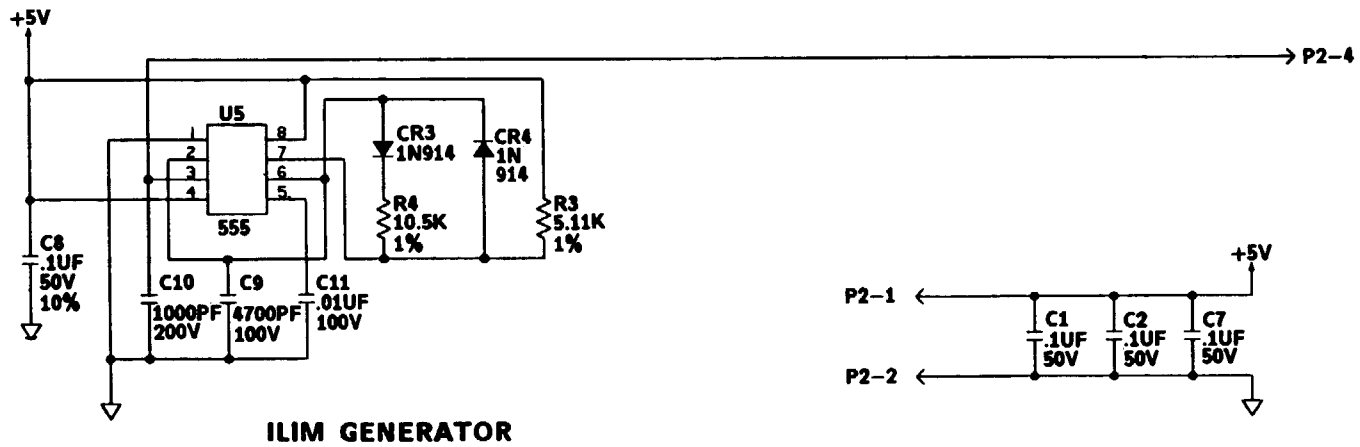 +5V
P2-4
U5
1
2
3
4
8
7
6
5
555
CR3
1N914
CR4
1N
914
R4
10.5K
1%
R3
5.11K
1%
C8
.1UF
50V
10%
C10
1000PF
200V
C9
4700PF
100V
C11
.01UF
100V
+5V
P2-1
C1
.1UF
50V
C2
.1UF
50V
C7
.1UF
50V
P2-2
ILIM GENERATOR